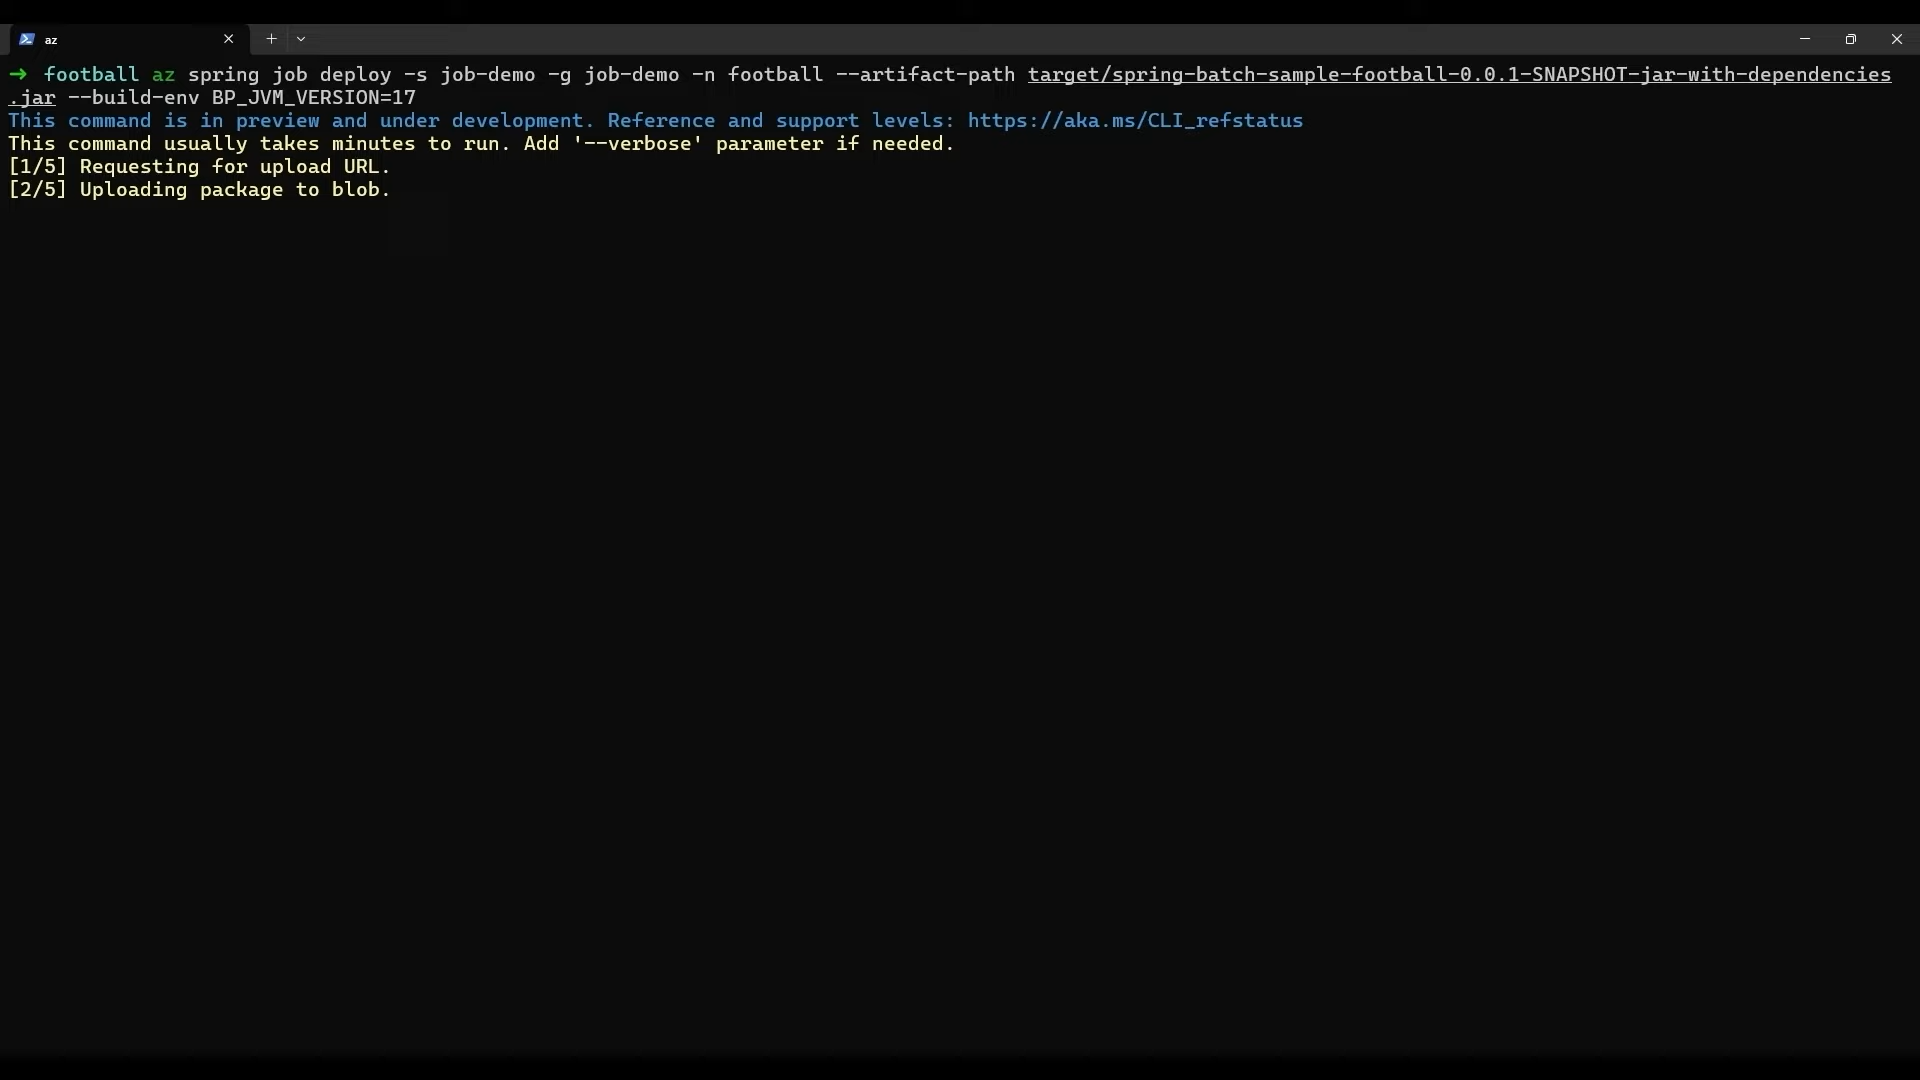 az
→ football az spring job deploy -s job-demo -g job-demo -n football --artifact-path target/spring-batch-sample-football-0.0.1-SNAPSHOT-jar-with-dependencies
.jar --build-env BP_JVM_VERSION=17
This command is in preview and under development. Reference and support levels: https://aka.ms/CLI_refstatus
This command usually takes minutes to run. Add '--verbose' parameter if needed.
[1/5] Requesting for upload URL.
[2/5] Uploading package to blob.